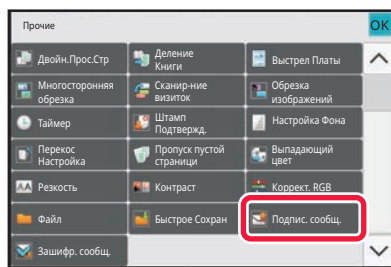 Прочие
OK
Двойн.Прос.Стр
Деление
Книги
Выстрел Платы
Многосторонняя
обрезка
Сканир-ние
визиток
Обрезка
изображений
Таймер
Штамп
Подтвержд.
Настройка Фона
Перекос
Настройка
Пропуск пустой
страници
Выпадающий
цвет
Резкость
Контраст
Коррект. RGB
Файл
Быстрое Сохран
Подпис. сообщ.
Зашифр. сообщ.